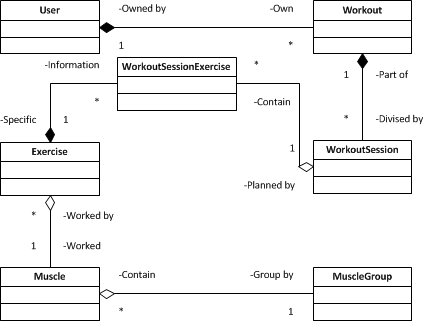 User
-Owned by
-Own
Workout
1
*
-Information
WorkoutSessionExercise
*
1
-Part of
*
-Contain
-Specific
1
*
-Divised by
Exercise
1
WorkoutSession
-Planned by
*
-Worked by
1
-Worked
Muscle
-Contain
-Group by
MuscleGroup
*
1